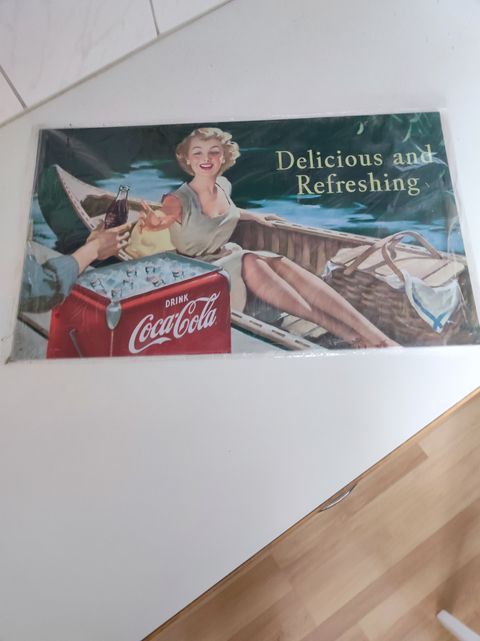 Delicious and
Refreshing
DRINK
Coca-Cola